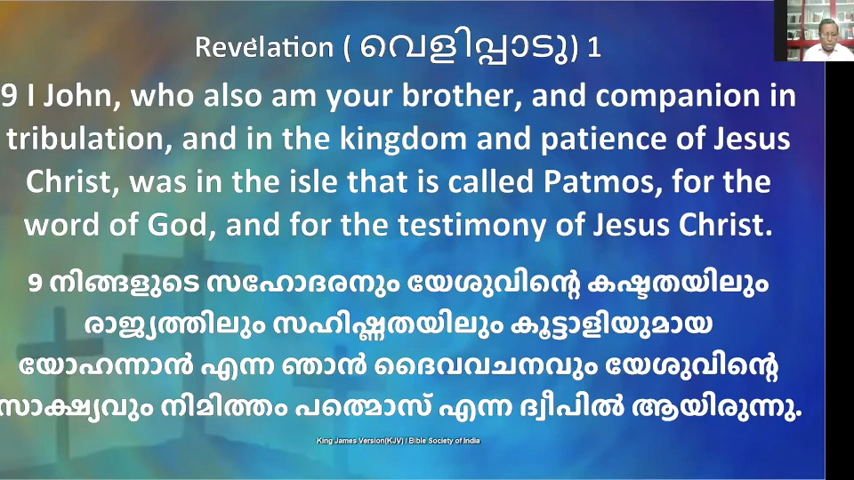 Revelation ( വെളിപ്പാടു) 1
9 I John, who also am your brother, and companion in
tribulation, and in the kingdom and patience of Jesus
Christ, was in the isle that is called Patmos, for the
word of God, and for the testimony of Jesus Christ.
9 നിങ്ങളുടെ സഹോദരനും യേശുവിന്റെ കഷ്ടതയിലും
രാജ്യത്തിലും സഹിഷ്ണതയിലും കൂട്ടാളിയുമായ
യോഹന്നാൻ എന്ന ഞാൻ ദൈവവചനവും യേശുവിന്റെ
സാക്ഷ്യവും നിമിത്തം പത്മൊസ് എന്ന ദ്വീപിൽ ആയിരുന്നു.
King James Version(KJV) / Bible Society of India